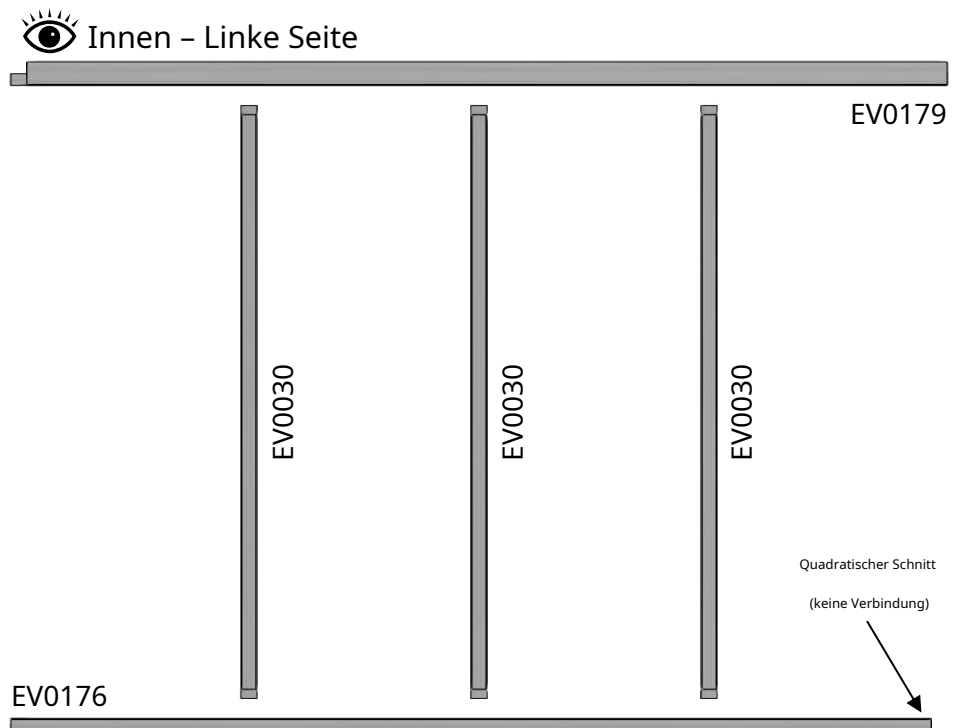 Innen – Linke Seite
EV0179
EV0030
EV0030
EV0030
Quadratischer Schnitt
(keine Verbindung)
EV0176